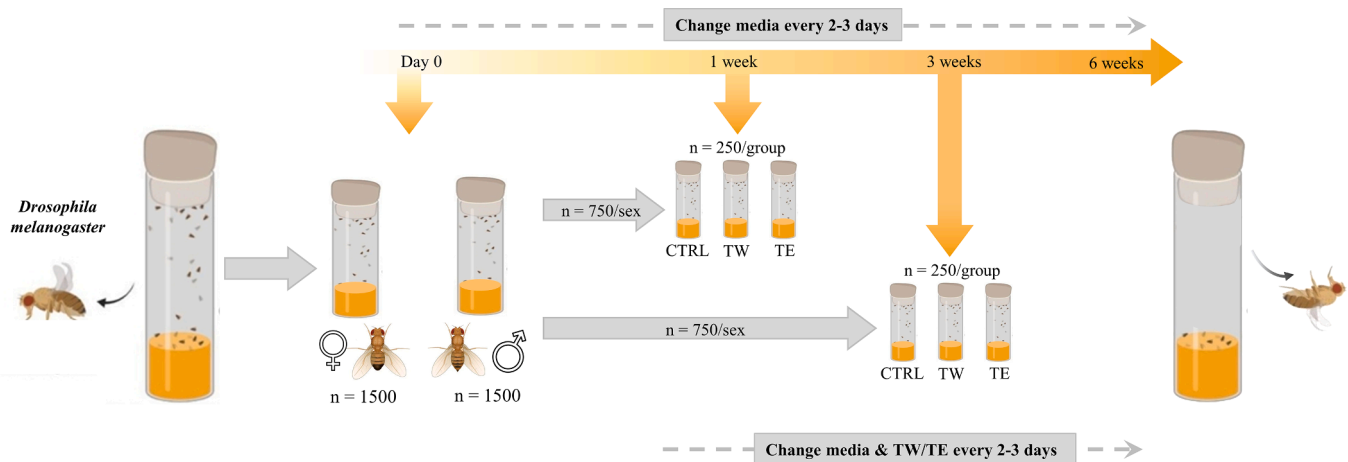 Change media every 2-3 days
Day 0
1 week
3 weeks
6 weeks
Drosophila
melanogaster
n = 250/group
n = 750/sex
CTRL
TW
TE
n = 250/group
n = 750/sex
CTRL
TW
TE
n = 1500
n = 1500
Change media & TW/TE every 2-3 days